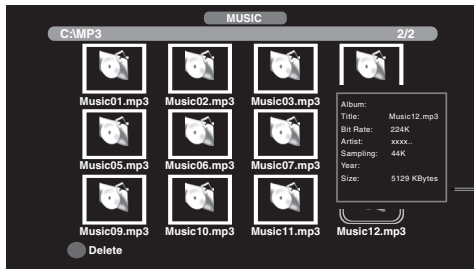 MUSIC
C:\MP3 2/2
Music01.mp3 Music02.mp3 Music03.mp3
Album:
Title: Music12.mp3
Bit Rate: 224K
Artist: xxxx..
Sampling: 44K
Year:
Size: 5129 KBytes
Music05.mp3 Music06.mp3 Music07.mp3
Music09.mp3 Music10.mp3 Music11.mp3 Music12.mp3
Delete